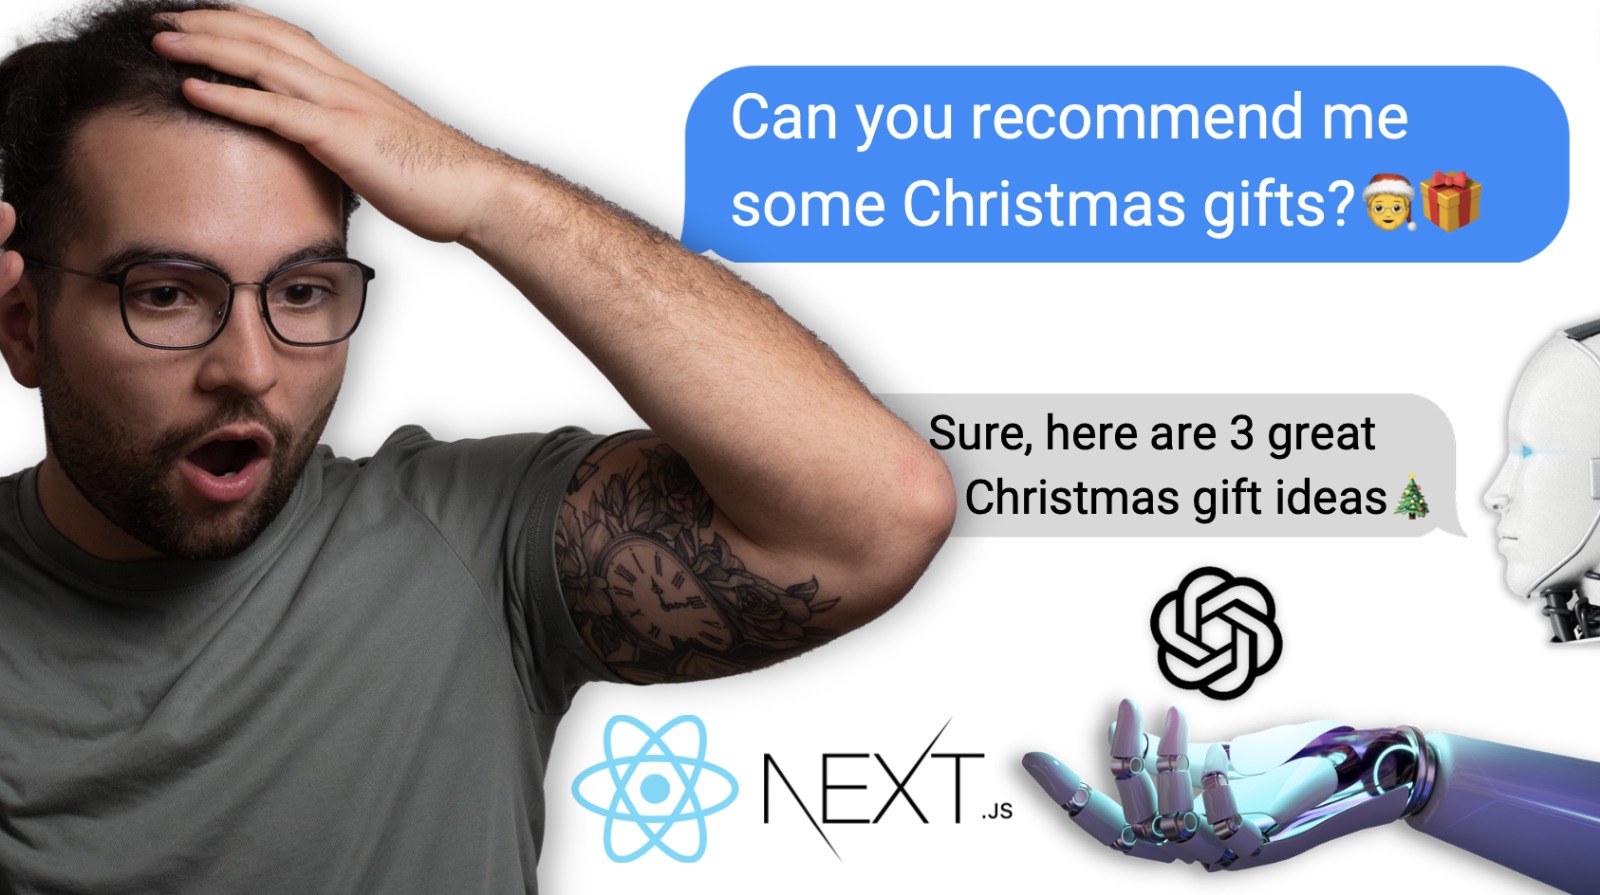 Can you recommend me
some Christmas gifts?🧑‍🎄🎁
Sure, here are 3 great
Christmas gift ideas🎄
NEXT.JS